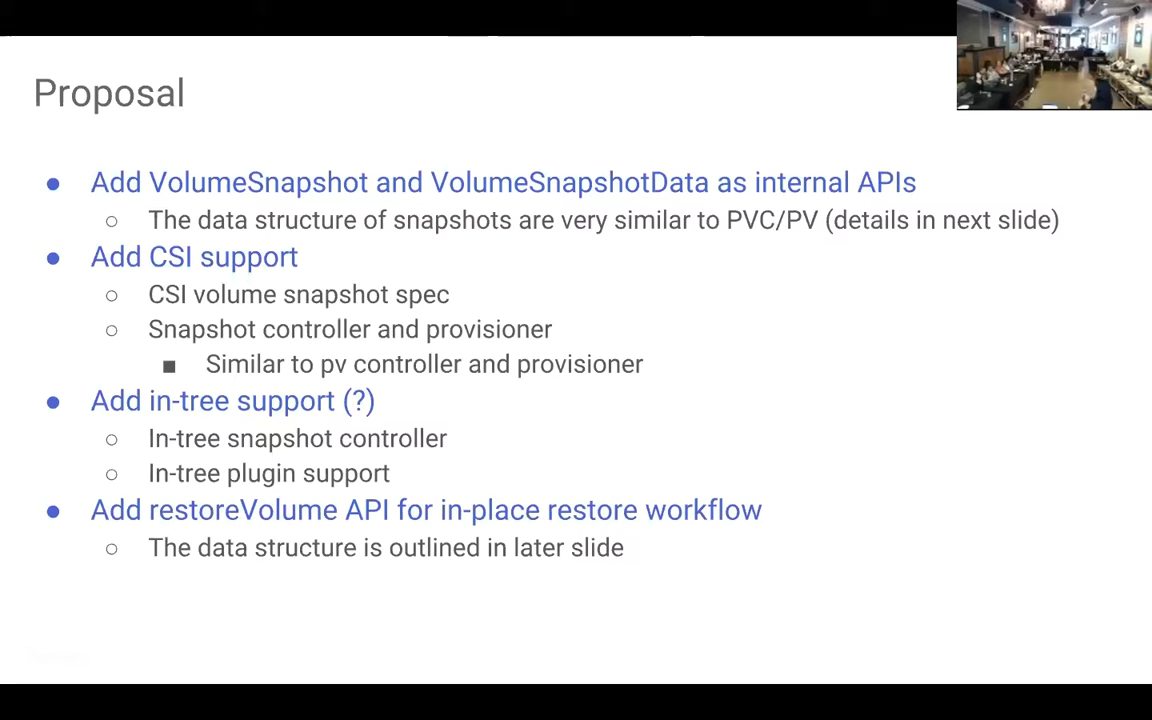 Proposal
● Add VolumeSnapshot and VolumeSnapshotData as internal APIs
○ The data structure of snapshots are very similar to PVC/PV (details in next slide)
● Add CSI support
○ CSI volume snapshot spec
○ Snapshot controller and provisioner
■ Similar to pv controller and provisioner
● Add in-tree support (?)
○ In-tree snapshot controller
○ In-tree plugin support
● Add restoreVolume API for in-place restore workflow
○ The data structure is outlined in later slide